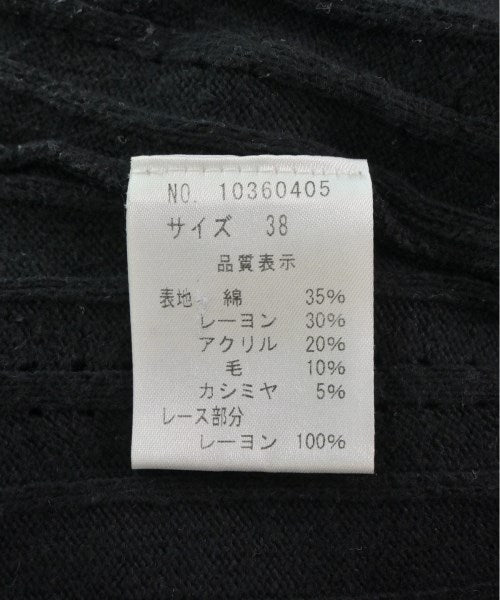 NO. 10360405
サイズ 38
品質表示
表地 綿 35%
レーヨン 30%
アクリル 20%
毛 10%
カシミヤ 5%
レース部分
レーヨン 100%